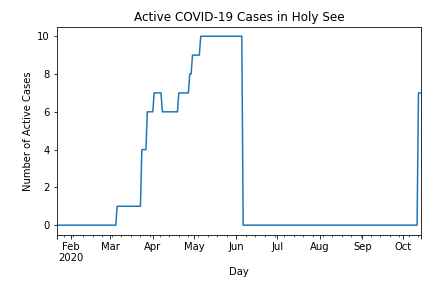 Active COVID-19 Cases in Holy See
10
8
6
4
2
0
Number of Active Cases
Feb Mar Apr May Jun Jul Aug Sep Oct
2020
Day